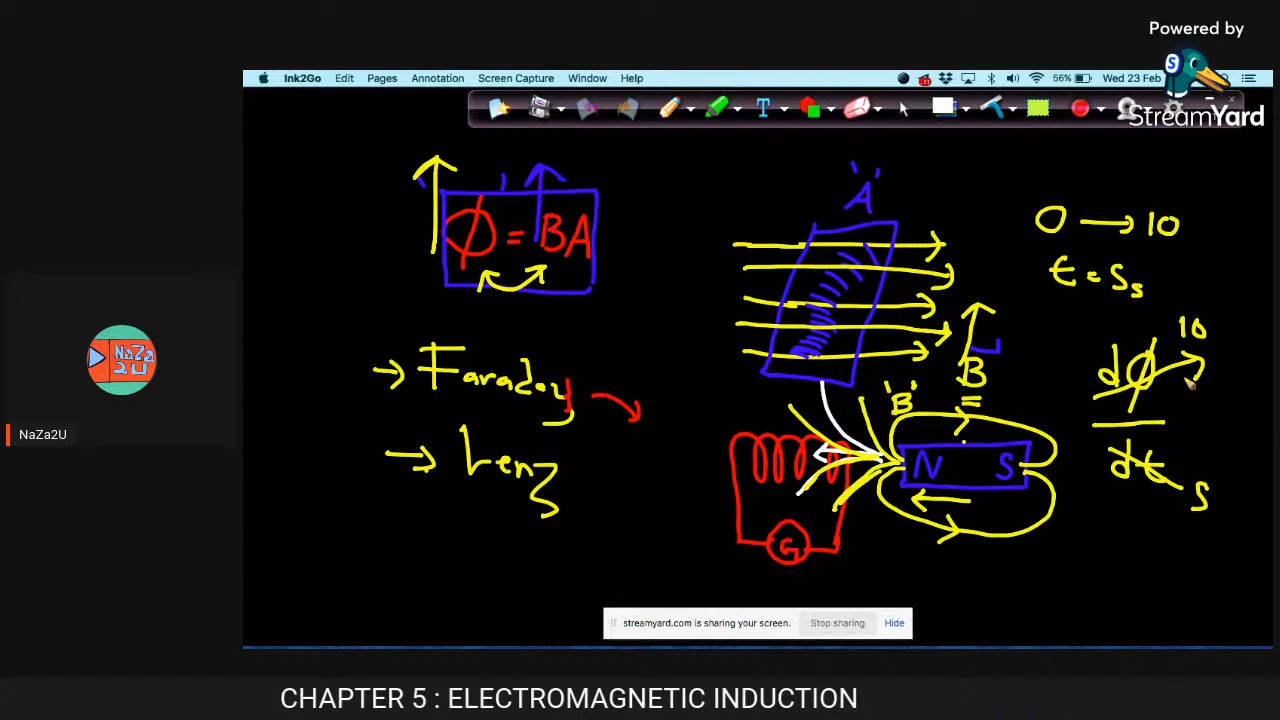 Powered by
StreamYard
Ink2Go Edit Pages Annotation Screen Capture Window Help 56% Wed 23 Feb
'A'
Φ = BA
0 → 10
t = 5s
→ Faraday
→ Lenz
B
'B'
N S
G
dΦ 10
dt 5
NaZa
2U
NaZa2U
streamyard.com is sharing your screen. Stop sharing Hide
CHAPTER 5 : ELECTROMAGNETIC INDUCTION